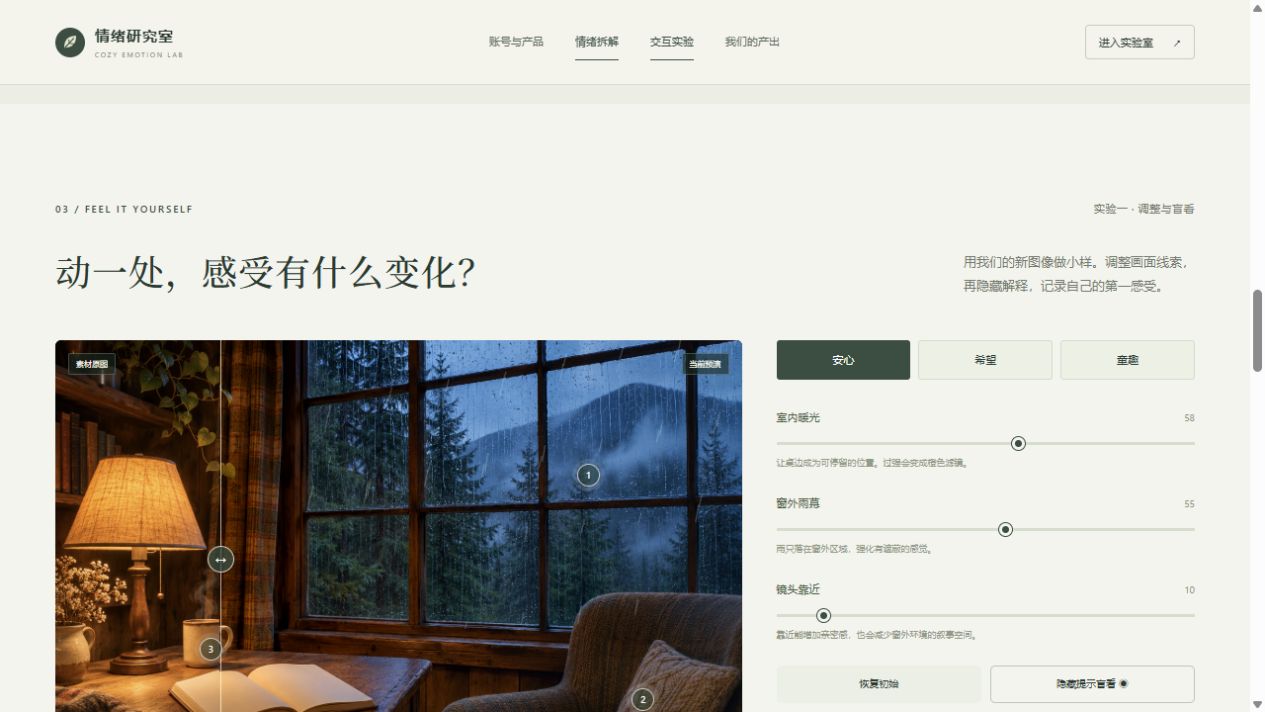 情绪研究室
COZY EMOTION LAB
账号与产品
情绪拆解
交互实验
我们的产出
进入实验室 ↗
03 / FEEL IT YOURSELF
实验一 · 调整与盲看
动一处，感受有什么变化？
用我们的新图像做小样。调整画面线索，
再隐藏解释，记录自己的第一感受。
素材原图
当前预演
1
↔
3
2
安心
希望
童趣
室内暖光
58
让桌边成为可停留的位置。过强会变成橙色滤镜。
窗外雨幕
55
雨只落在窗外区域，强化有遮蔽的感觉。
镜头靠近
10
靠近能增加亲密感，也会减少窗外环境的叙事空间。
恢复初始
隐藏提示盲看 ◉